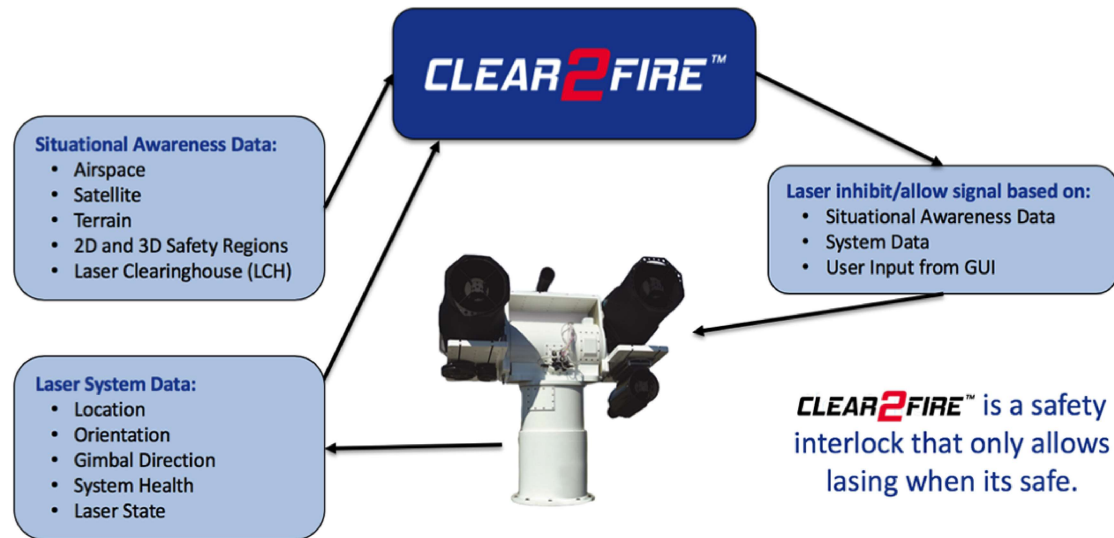 CLEAR2FIRE™
Situational Awareness Data:
• Airspace
• Satellite
• Terrain
• 2D and 3D Safety Regions
• Laser Clearinghouse (LCH)
Laser inhibit/allow signal based on:
• Situational Awareness Data
• System Data
• User Input from GUI
Laser System Data:
• Location
• Orientation
• Gimbal Direction
• System Health
• Laser State
CLEAR2FIRE™ is a safety
interlock that only allows
lasing when its safe.